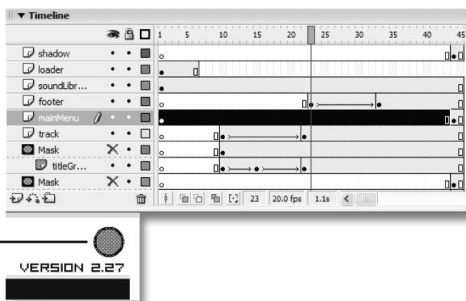 Timeline
1 5 10 15 20 25 30 35 40 45
shadow
loader
soundLibr...
footer
mainMenu
track
Mask
titleGr...
Mask
23 20.0 fps 1.1s
VERSION 2.27